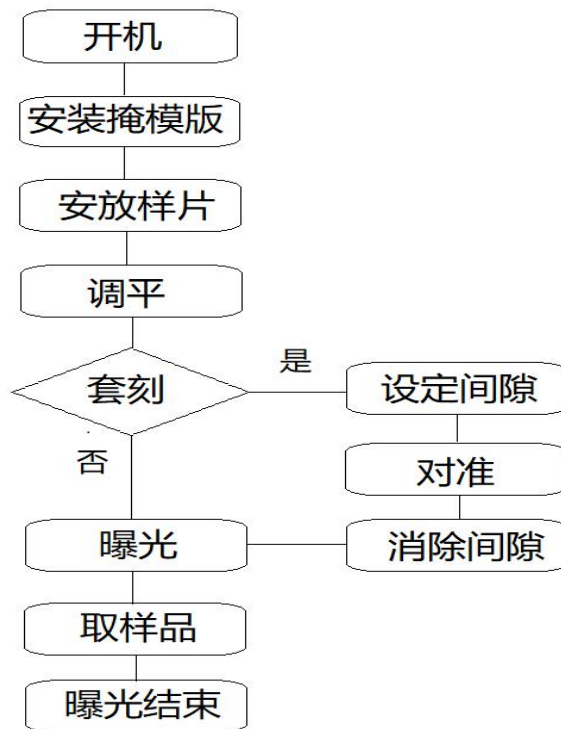 开机
安装掩模版
安放样片
调平
套刻
是
设定间隙
否
对准
曝光
消除间隙
取样品
曝光结束